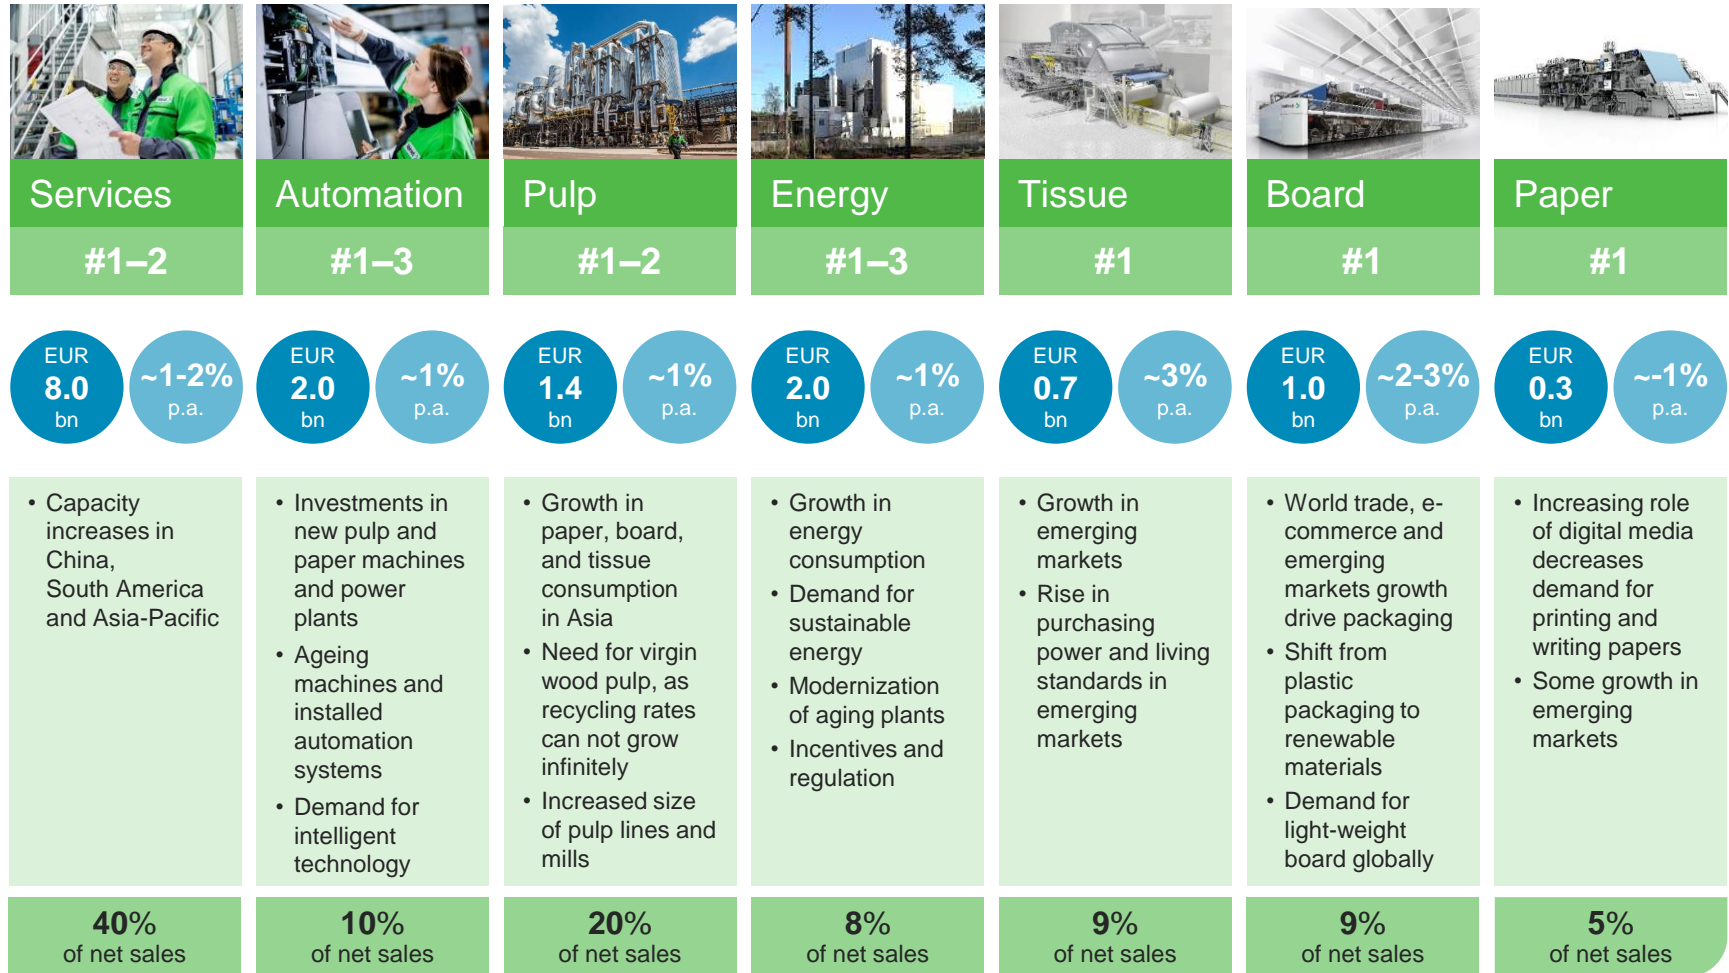 Services
#1–2
EUR
8.0
bn
~1-2%
p.a.
• Capacity
increases in
China,
South America
and Asia-Pacific
40%
of net sales
Automation
#1–3
EUR
2.0
bn
~1%
p.a.
• Investments in
new pulp and
paper machines
and power
plants
• Ageing
machines and
installed
automation
systems
• Demand for
intelligent
technology
10%
of net sales
Pulp
#1–2
EUR
1.4
bn
~1%
p.a.
• Growth in
paper, board,
and tissue
consumption
in Asia
• Need for virgin
wood pulp, as
recycling rates
can not grow
infinitely
• Increased size
of pulp lines and
mills
20%
of net sales
Energy
#1–3
EUR
2.0
bn
~1%
p.a.
• Growth in
energy
consumption
• Demand for
sustainable
energy
• Modernization
of aging plants
• Incentives and
regulation
8%
of net sales
Tissue
#1
EUR
0.7
bn
~3%
p.a.
• Growth in
emerging
markets
• Rise in
purchasing
power and living
standards in
emerging
markets
9%
of net sales
Board
#1
EUR
1.0
bn
~2-3%
p.a.
• World trade, e-
commerce and
emerging
markets growth
drive packaging
• Shift from
plastic
packaging to
renewable
materials
• Demand for
light-weight
board globally
9%
of net sales
Paper
#1
EUR
0.3
bn
~-1%
p.a.
• Increasing role
of digital media
decreases
demand for
printing and
writing papers
• Some growth in
emerging
markets
5%
of net sales